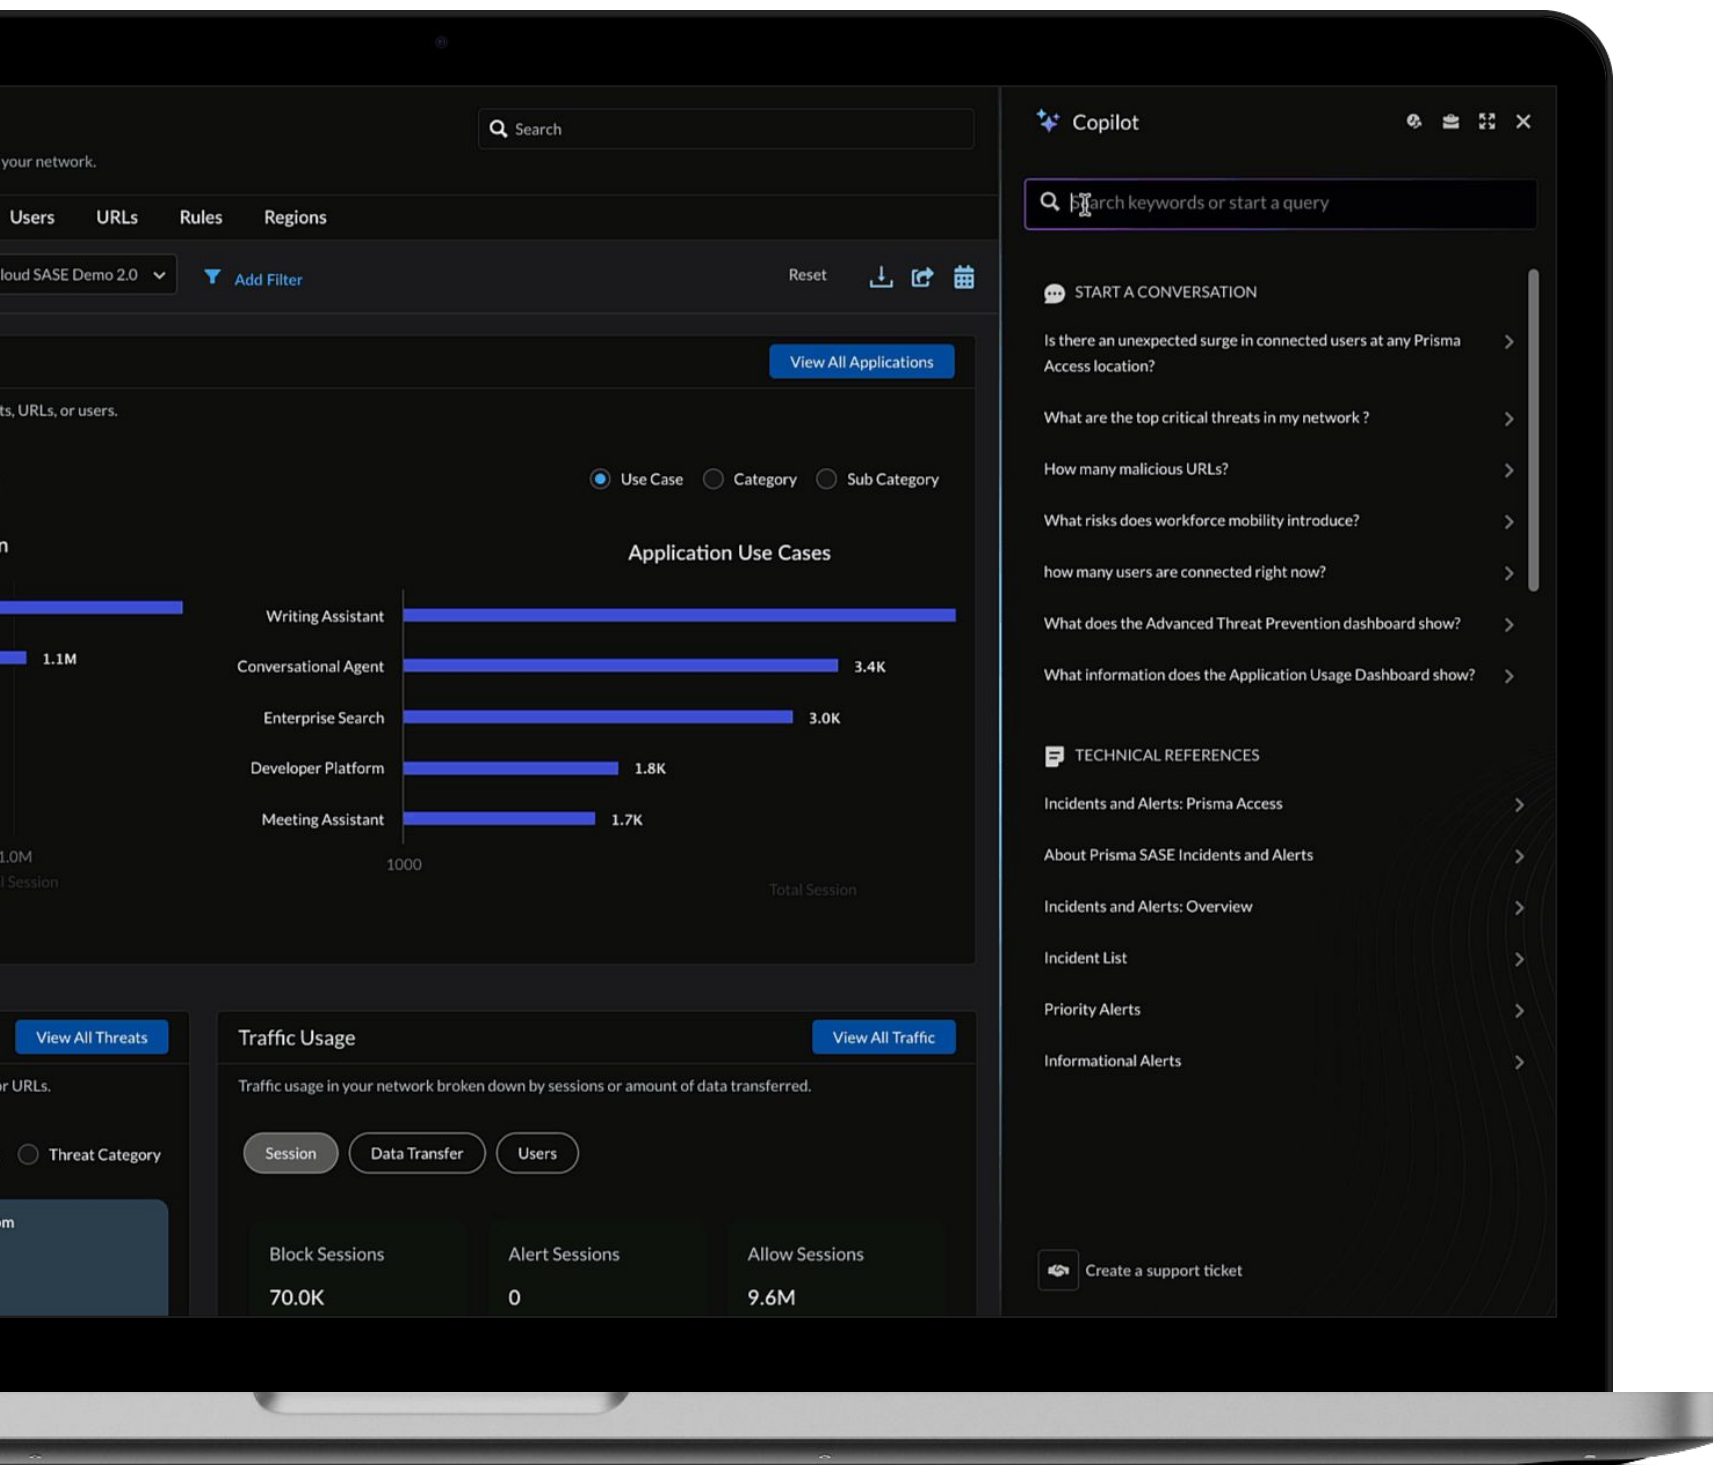 Search
your network.
Users URLs Rules Regions
loud SASE Demo 2.0
Add Filter
Reset
View All Applications
ts, URLs, or users.
Use Case Category Sub Category
n
Application Use Cases
Writing Assistant
1.1M
Conversational Agent 3.4K
Enterprise Search 3.0K
Developer Platform 1.8K
Meeting Assistant 1.7K
1.0M
1000
l Session
Total Session
View All Threats
or URLs.
Threat Category
om
Traffic Usage
View All Traffic
Traffic usage in your network broken down by sessions or amount of data transferred.
Session Data Transfer Users
Block Sessions Alert Sessions Allow Sessions
70.0K 0 9.6M
Copilot
Search keywords or start a query
START A CONVERSATION
Is there an unexpected surge in connected users at any Prisma
Access location?
What are the top critical threats in my network ?
How many malicious URLs?
What risks does workforce mobility introduce?
how many users are connected right now?
What does the Advanced Threat Prevention dashboard show?
What information does the Application Usage Dashboard show?
TECHNICAL REFERENCES
Incidents and Alerts: Prisma Access
About Prisma SASE Incidents and Alerts
Incidents and Alerts: Overview
Incident List
Priority Alerts
Informational Alerts
Create a support ticket